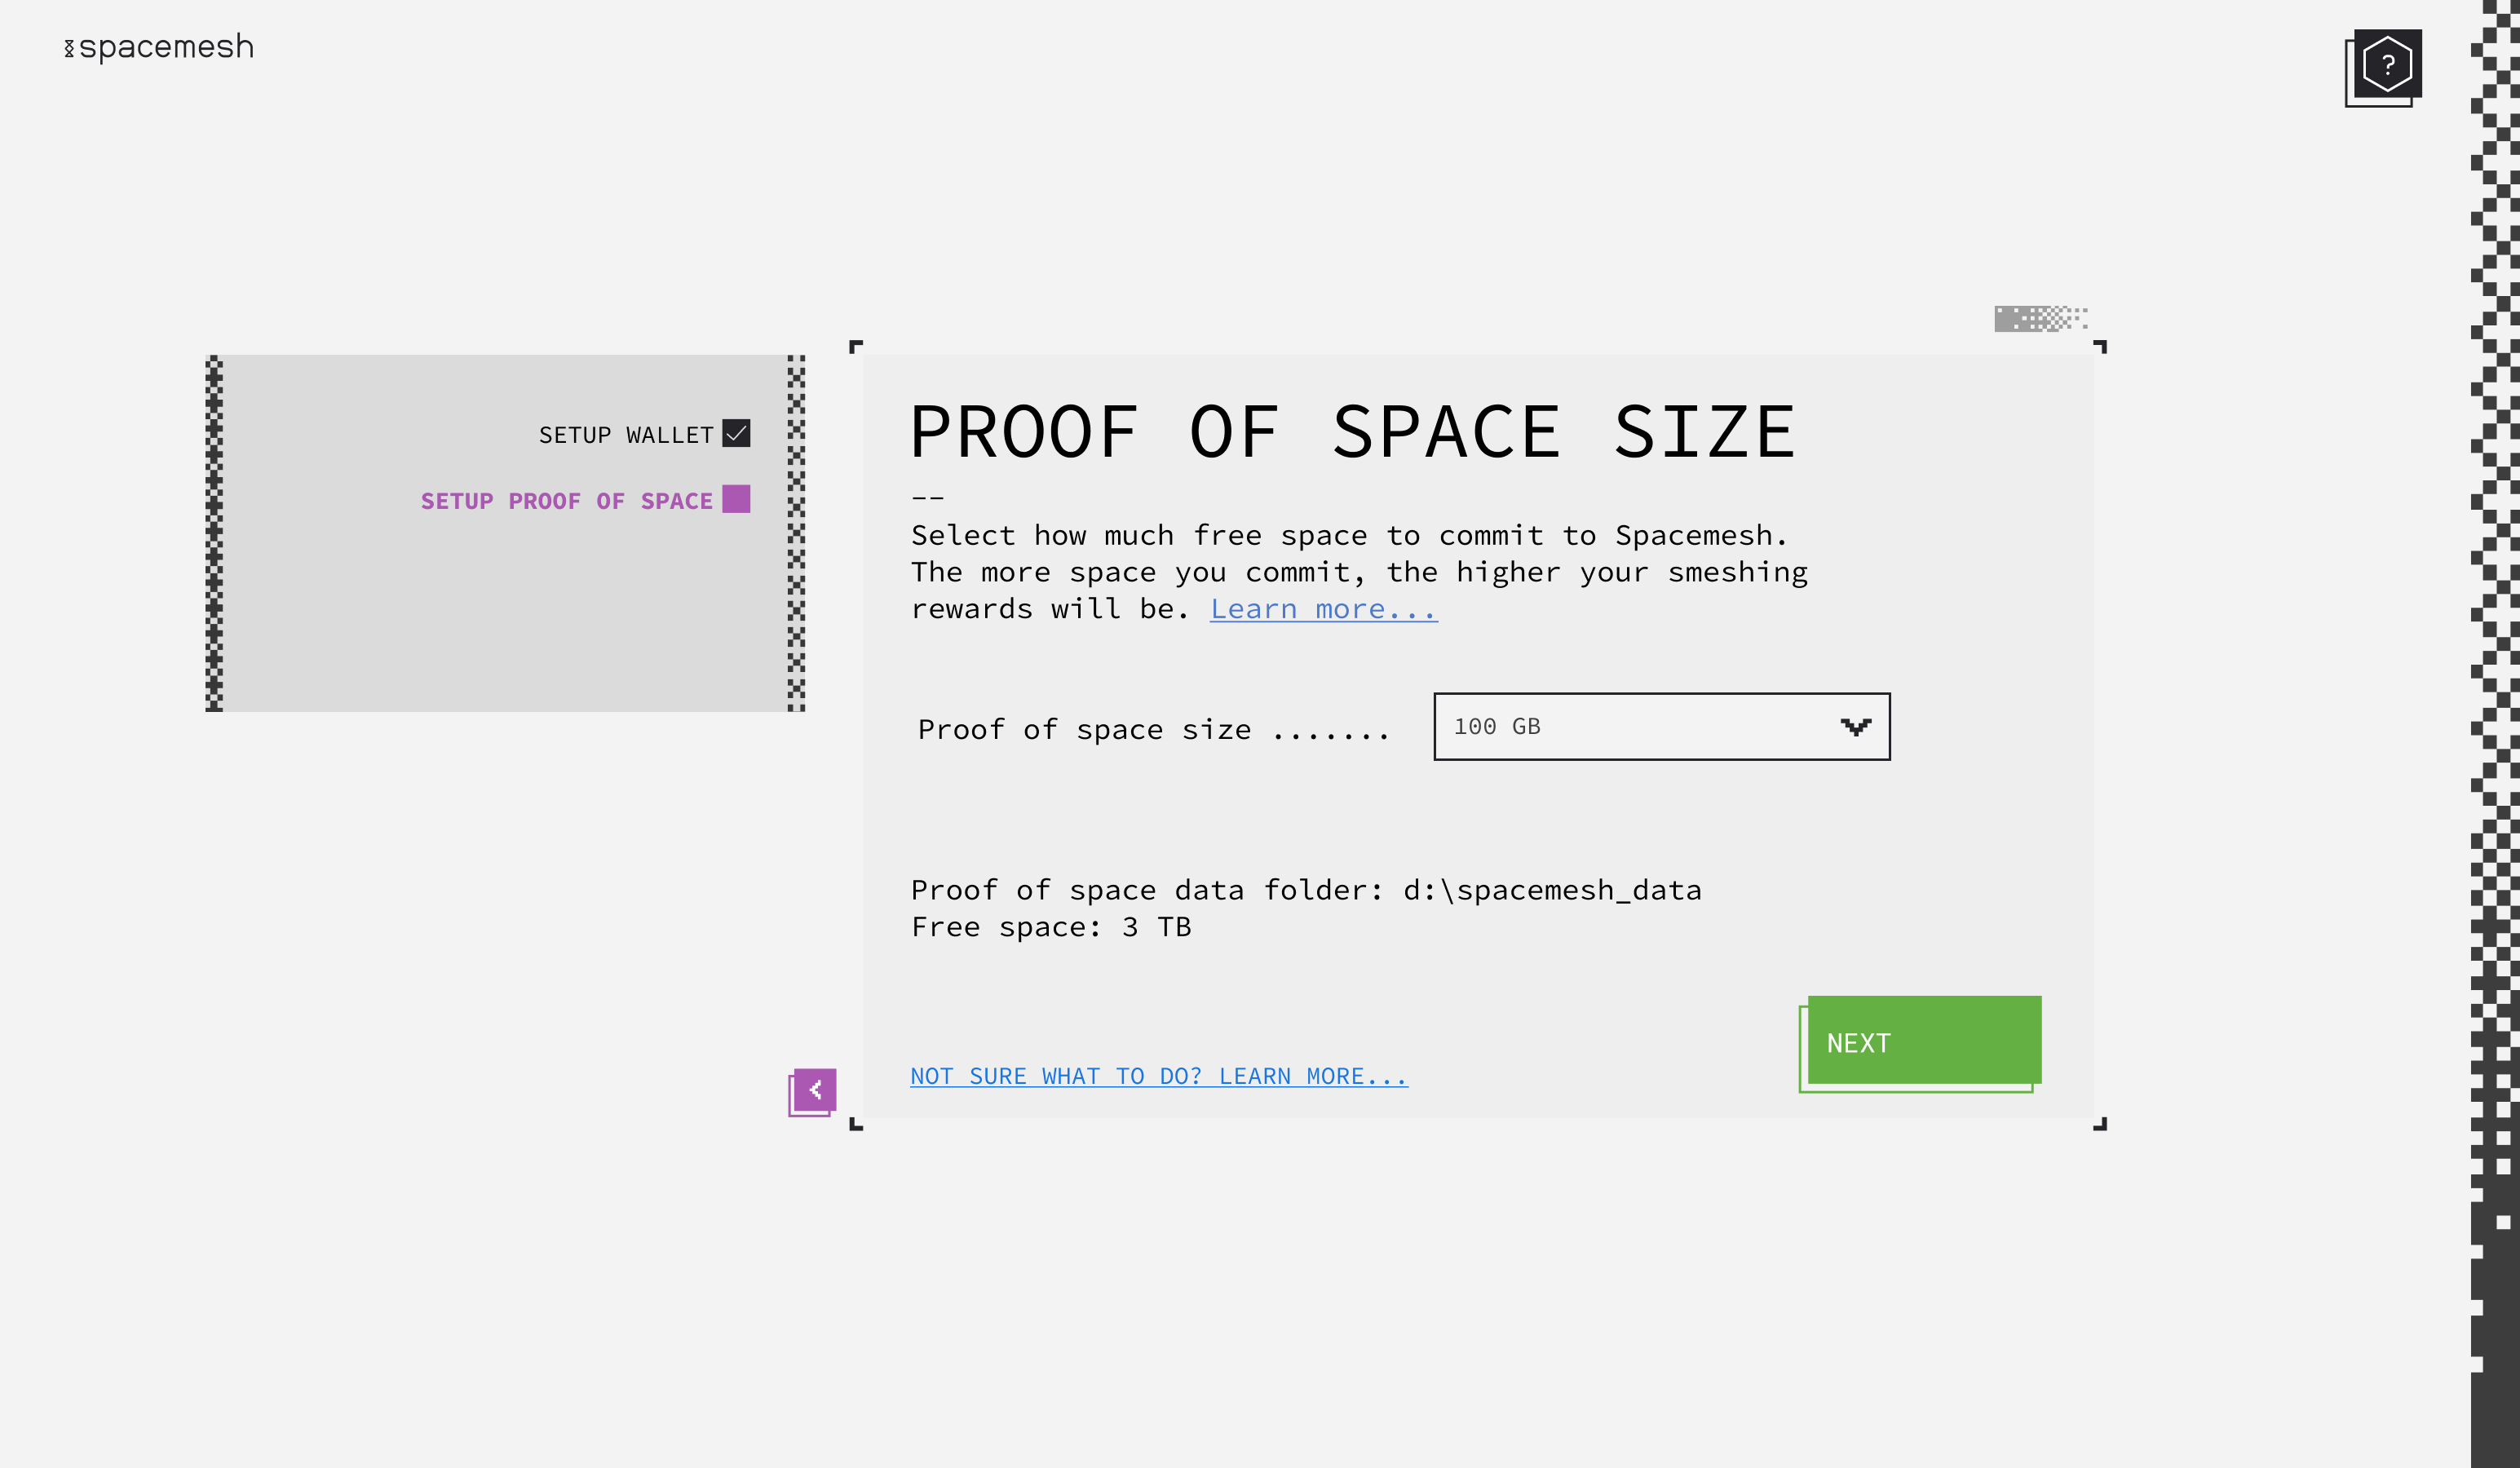 spacemesh
?
SETUP WALLET
SETUP PROOF OF SPACE
PROOF OF SPACE SIZE
--
Select how much free space to commit to Spacemesh.
The more space you commit, the higher your smeshing
rewards will be. Learn more...
Proof of space size ....... 100 GB
Proof of space data folder: d:\spacemesh_data
Free space: 3 TB
NEXT
NOT SURE WHAT TO DO? LEARN MORE...